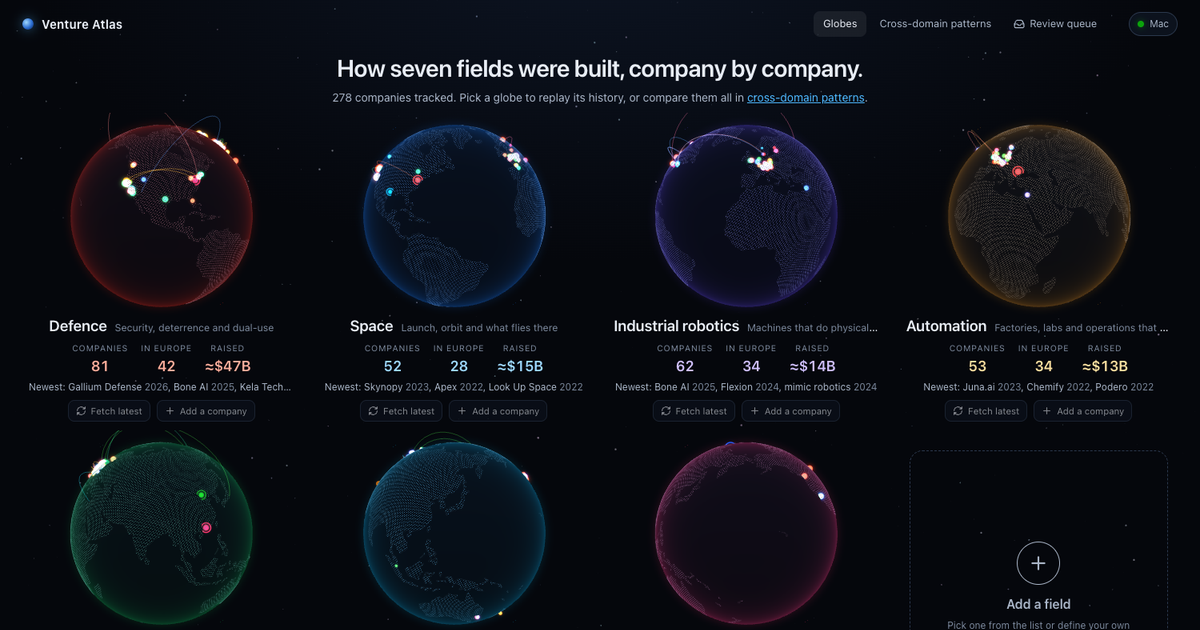 Venture Atlas
Globes
Cross-domain patterns
Review queue
Mac
How seven fields were built, company by company.
278 companies tracked. Pick a globe to replay its history, or compare them all in cross-domain patterns.
Defence Security, deterrence and dual-use
COMPANIES IN EUROPE RAISED
81 42 ≈$47B
Newest: Gallium Defense 2026, Bone AI 2025, Kela Tech...
Fetch latest + Add a company
Space Launch, orbit and what flies there
COMPANIES IN EUROPE RAISED
52 28 ≈$15B
Newest: Skynopy 2023, Apex 2022, Look Up Space 2022
Fetch latest + Add a company
Industrial robotics Machines that do physical...
COMPANIES IN EUROPE RAISED
62 34 ≈$14B
Newest: Bone AI 2025, Flexion 2024, mimic robotics 2024
Fetch latest + Add a company
Automation Factories, labs and operations that ...
COMPANIES IN EUROPE RAISED
53 34 ≈$13B
Newest: Juna.ai 2023, Chemify 2022, Podero 2022
Fetch latest + Add a company
+
Add a field
Pick one from the list or define your own